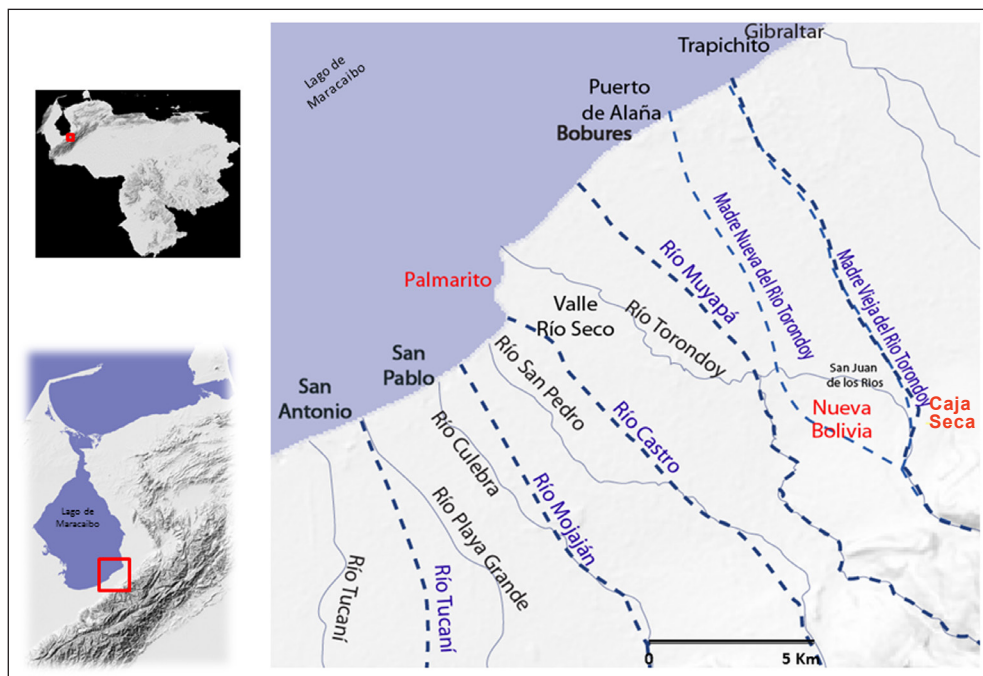 Lago de
Maracaibo
Gibraltar
Trapichito
Puerto
de Alaña
Bobures
Palmarito
Valle
Río Seco
San
Pablo
San
Antonio
Río Muyapá
Madre Nueva del Río Torondoy
Madre Vieja del Río Torondoy
Río Torondoy
San Juan
de los Ríos
Nueva
Bolivia
Caja
Seca
Río San Pedro
Río Castro
Río Culebra
Río Mojaján
Río Playa Grande
Río Tucaní
Río Tucaní
0
5 Km
Lago de
Maracaibo